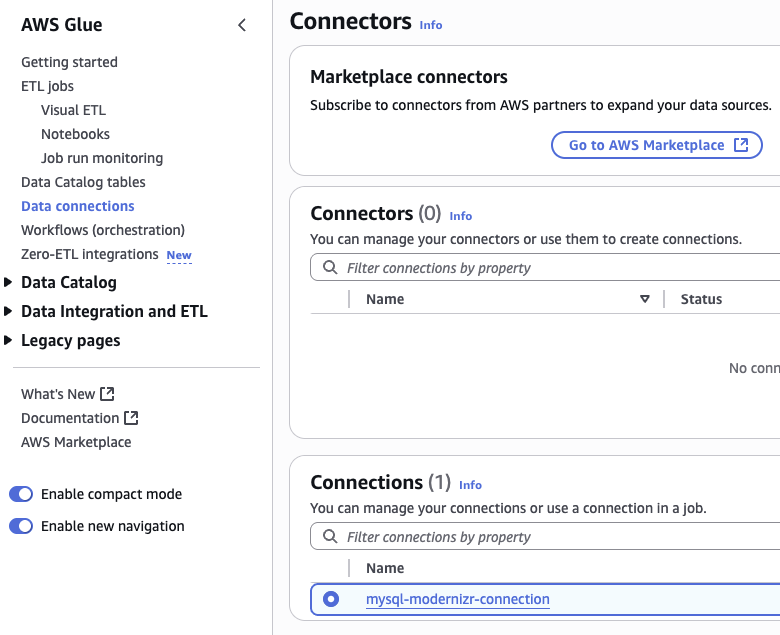 AWS Glue
Getting started
ETL jobs
Visual ETL
Notebooks
Job run monitoring
Data Catalog tables
Data connections
Workflows (orchestration)
Zero-ETL integrations New
Data Catalog
Data Integration and ETL
Legacy pages
What's New
Documentation
AWS Marketplace
Enable compact mode
Enable new navigation
Connectors Info
Marketplace connectors
Subscribe to connectors from AWS partners to expand your data sources.
Go to AWS Marketplace
Connectors (0) Info
You can manage your connectors or use them to create connections.
Filter connections by property
Name Status
No conn
Connections (1) Info
You can manage your connections or use a connection in a job.
Filter connections by property
Name
mysql-modernizr-connection